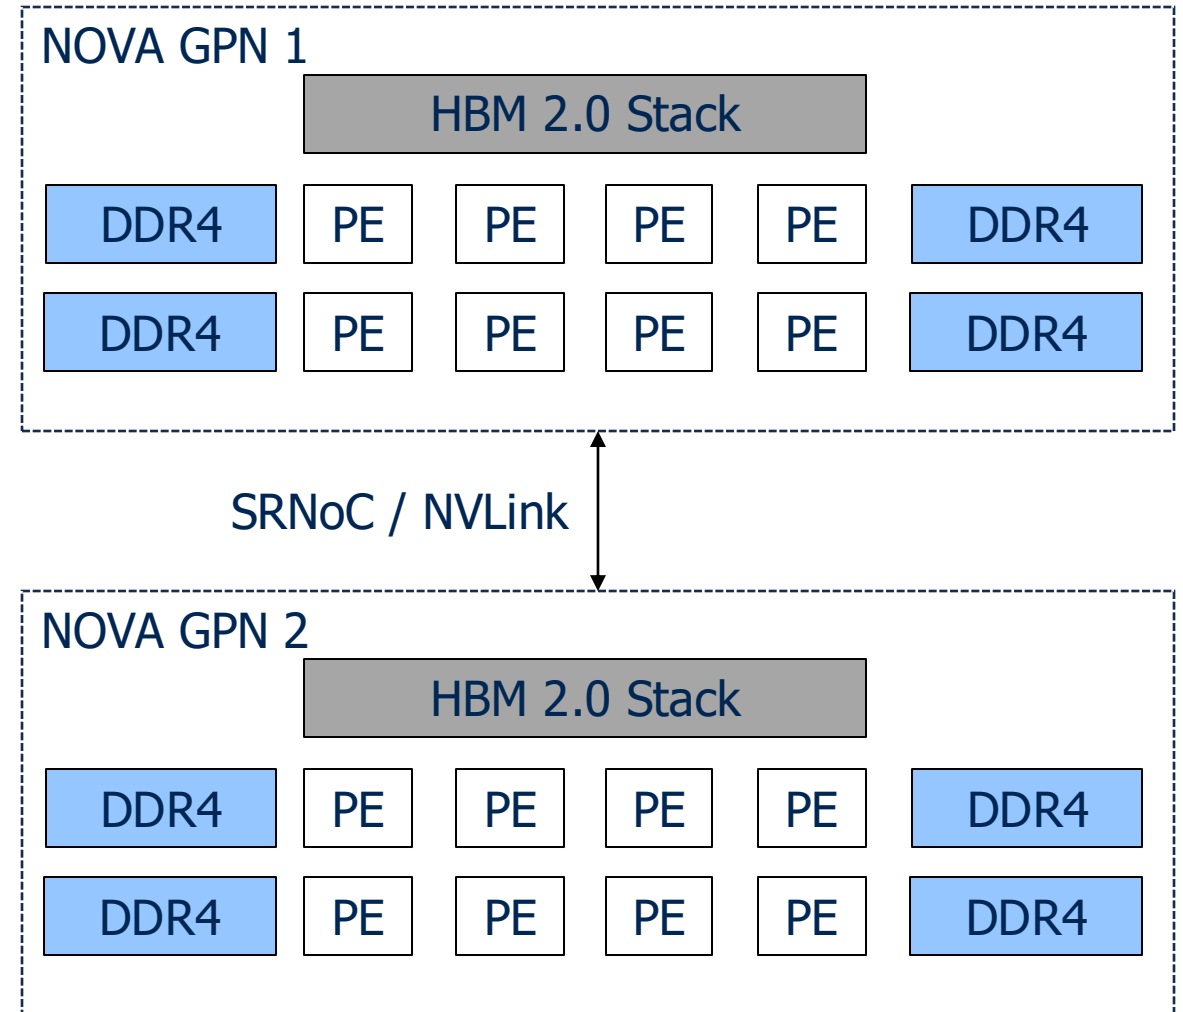 NOVA GPN 1
HBM 2.0 Stack
DDR4 PE PE PE PE DDR4
DDR4 PE PE PE PE DDR4
SRNoC / NVLink
NOVA GPN 2
HBM 2.0 Stack
DDR4 PE PE PE PE DDR4
DDR4 PE PE PE PE DDR4